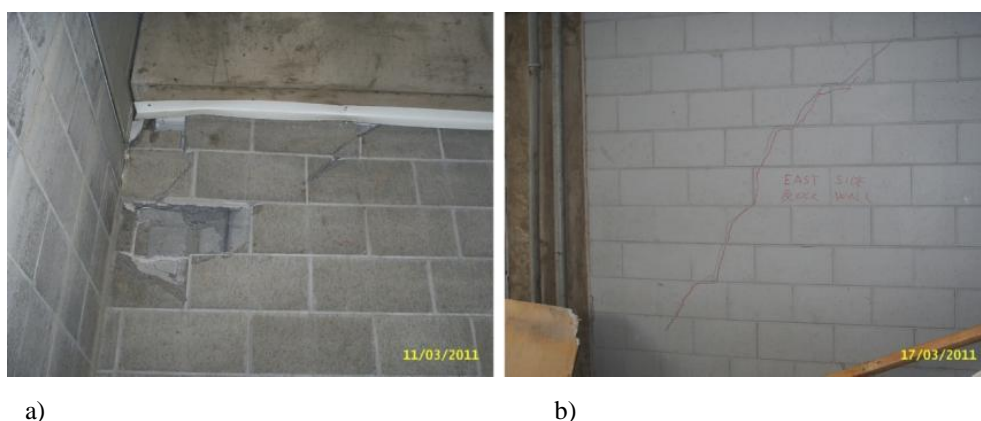 11/03/2011
EAST SIDE
BLOCK WALL
17/03/2011
a)
b)